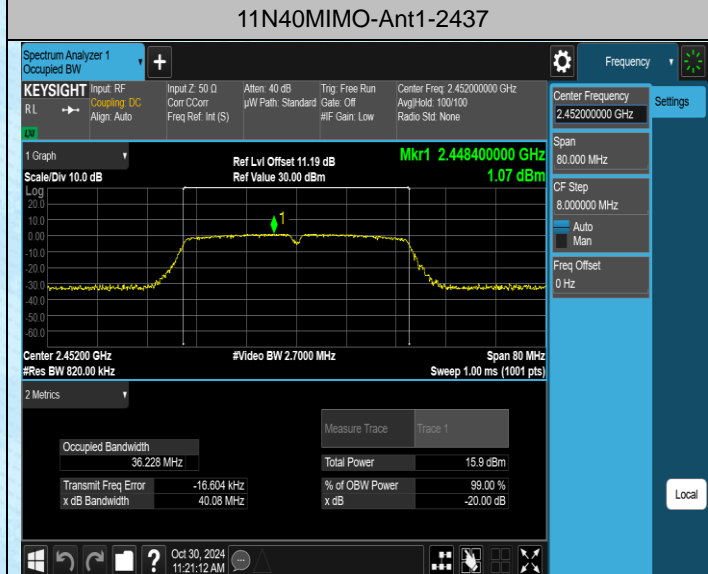 11N40MIMO-Ant1-2437
Spectrum Analyzer 1
Occupied BW
Frequency
KEYSIGHT
R L
Input: RF
Coupling: DC
Align: Auto
Input Z: 50 Ω
Corr CCorr
Freq Ref: Int (S)
Atten: 40 dB
µW Path: Standard
Trig: Free Run
Gate: Off
#IF Gain: Low
Center Freq: 2.452000000 GHz
Avg|Hold: 100/100
Radio Std: None
Center Frequency
2.452000000 GHz
Settings
Span
80.000 MHz
CF Step
8.000000 MHz
Auto
Man
Freq Offset
0 Hz
1 Graph
Scale/Div 10.0 dB
Ref Lvl Offset 11.19 dB
Ref Value 30.00 dBm
Mkr1 2.448400000 GHz
1.07 dBm
Log
20.0
10.0
0.00
-10.0
-20.0
-30.0
-40.0
-50.0
-60.0
1
Center 2.45200 GHz
#Res BW 820.00 kHz
#Video BW 2.7000 MHz
Span 80 MHz
Sweep 1.00 ms (1001 pts)
2 Metrics
Measure Trace
Trace 1
Occupied Bandwidth
36.228 MHz
Total Power
15.9 dBm
Transmit Freq Error
-16.604 kHz
% of OBW Power
99.00 %
x dB Bandwidth
40.08 MHz
x dB
-20.00 dB
Local
Oct 30, 2024
11:21:12 AM